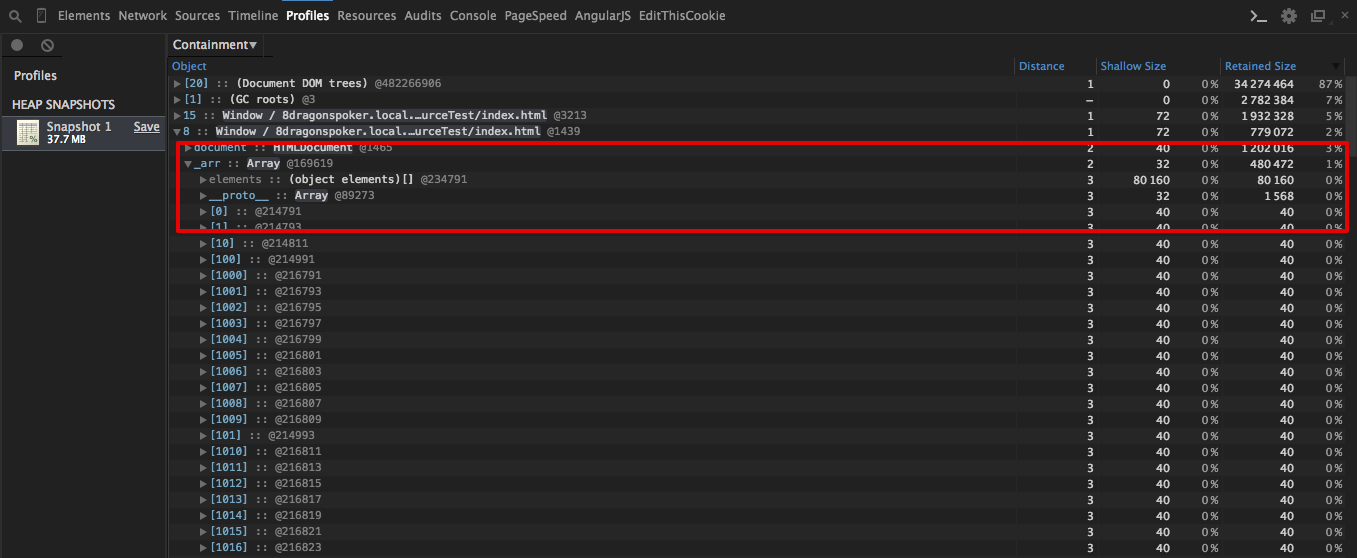 Elements Network Sources Timeline Profiles Resources Audits Console PageSpeed AngularJS EditThisCookie
Containment▼
Profiles
HEAP SNAPSHOTS
Snapshot 1 Save
37.7 MB
Object Distance Shallow Size Retained Size ▼
▶[20] :: (Document DOM trees) @482266906 1 0 0% 34 274 464 87%
▶[1] :: (GC roots) @3 – 0 0% 2 782 384 7%
▶15 :: Window / 8dragonspoker.local.…urceTest/index.html @3213 1 72 0% 1 932 328 5%
▼8 :: Window / 8dragonspoker.local.…urceTest/index.html @1439 1 72 0% 779 072 2%
▶document :: HTMLDocument @1465 2 40 0% 1 202 016 3%
▼_arr :: Array @169619 2 32 0% 480 472 1%
▶elements :: (object elements)[] @234791 3 80 160 0% 80 160 0%
▶__proto__ :: Array @89273 3 32 0% 1 568 0%
▶[0] :: @214791 3 40 0% 40 0%
▶[1] :: @214793 3 40 0% 40 0%
▶[10] :: @214811 3 40 0% 40 0%
▶[100] :: @214991 3 40 0% 40 0%
▶[1000] :: @216791 3 40 0% 40 0%
▶[1001] :: @216793 3 40 0% 40 0%
▶[1002] :: @216795 3 40 0% 40 0%
▶[1003] :: @216797 3 40 0% 40 0%
▶[1004] :: @216799 3 40 0% 40 0%
▶[1005] :: @216801 3 40 0% 40 0%
▶[1006] :: @216803 3 40 0% 40 0%
▶[1007] :: @216805 3 40 0% 40 0%
▶[1008] :: @216807 3 40 0% 40 0%
▶[1009] :: @216809 3 40 0% 40 0%
▶[101] :: @214993 3 40 0% 40 0%
▶[1010] :: @216811 3 40 0% 40 0%
▶[1011] :: @216813 3 40 0% 40 0%
▶[1012] :: @216815 3 40 0% 40 0%
▶[1013] :: @216817 3 40 0% 40 0%
▶[1014] :: @216819 3 40 0% 40 0%
▶[1015] :: @216821 3 40 0% 40 0%
▶[1016] :: @216823 3 40 0% 40 0%